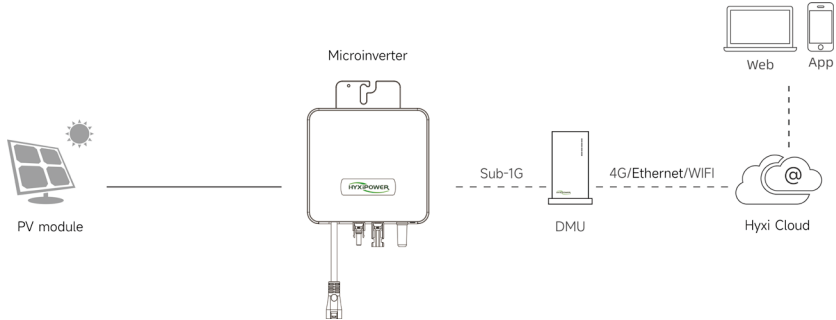 Microinverter
Web
App
HYXIPOWER
Sub-1G
4G/Ethernet/WIFI
@
PV module
DMU
Hyxi Cloud